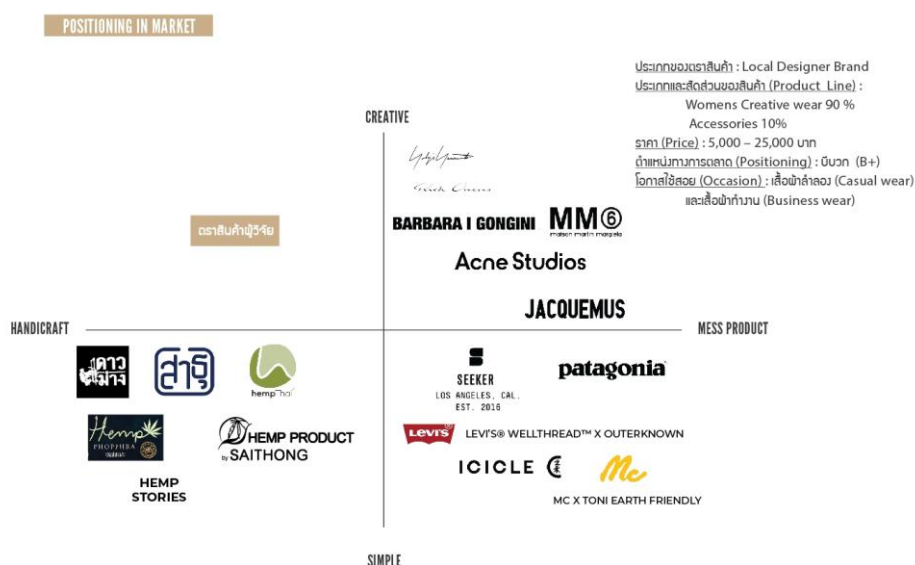 POSITIONING IN MARKET
ประเภทของตราสินค้า : Local Designer Brand
ประเภทและสัดส่วนของสินค้า (Product Line) :
Womens Creative wear 90 %
Accessories 10%
ราคา (Price) : 5,000 – 25,000 บาท
ตำแหน่งทางการตลาด (Positioning) : บีบวก (B+)
โอกาสใช้สอย (Occasion) : เสื้อผ้าลำลอง (Casual wear)
และเสื้อผ้าทำงาน (Business wear)
CREATIVE
Yohji Yamamoto
Rick Owens
BARBARA I GONGINI
MM⑥
maison martin margiela
ตราสินค้าผู้วิจัย
Acne Studios
JACQUEMUS
HANDICRAFT
MESS PRODUCT
ดาว
ม่าง
สาธุ
hempThai
SEEKER
LOS ANGELES, CAL.
EST. 2016
patagonia
Hemp
PHOPPHRA
HEMP PRODUCT
by SAITHONG
LEVI'S
LEVI'S® WELLTHREAD™ X OUTERKNOWN
ICICLE
Mc
HEMP
STORIES
MC X TONI EARTH FRIENDLY
SIMPLE